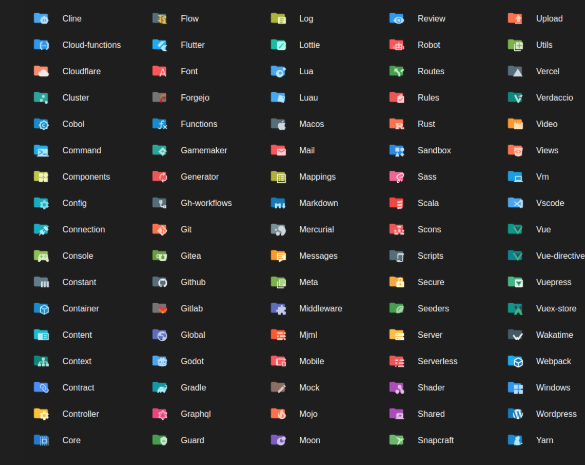 Cline
Flow
Log
Review
Upload
Cloud-functions
Flutter
Lottie
Robot
Utils
Cloudflare
Font
Lua
Routes
Vercel
Cluster
Forgejo
Luau
Rules
Verdaccio
Cobol
Functions
Macos
Rust
Video
Command
Gamemaker
Mail
Sandbox
Views
Components
Generator
Mappings
Sass
Vm
Config
Gh-workflows
Markdown
Scala
Vscode
Connection
Git
Mercurial
Scons
Vue
Console
Gitea
Messages
Scripts
Vue-directive
Constant
Github
Meta
Secure
Vuepress
Container
Gitlab
Middleware
Seeders
Vuex-store
Content
Global
Mjml
Server
Wakatime
Context
Godot
Mobile
Serverless
Webpack
Contract
Gradle
Mock
Shader
Windows
Controller
Graphql
Mojo
Shared
Wordpress
Core
Guard
Moon
Snapcraft
Yarn